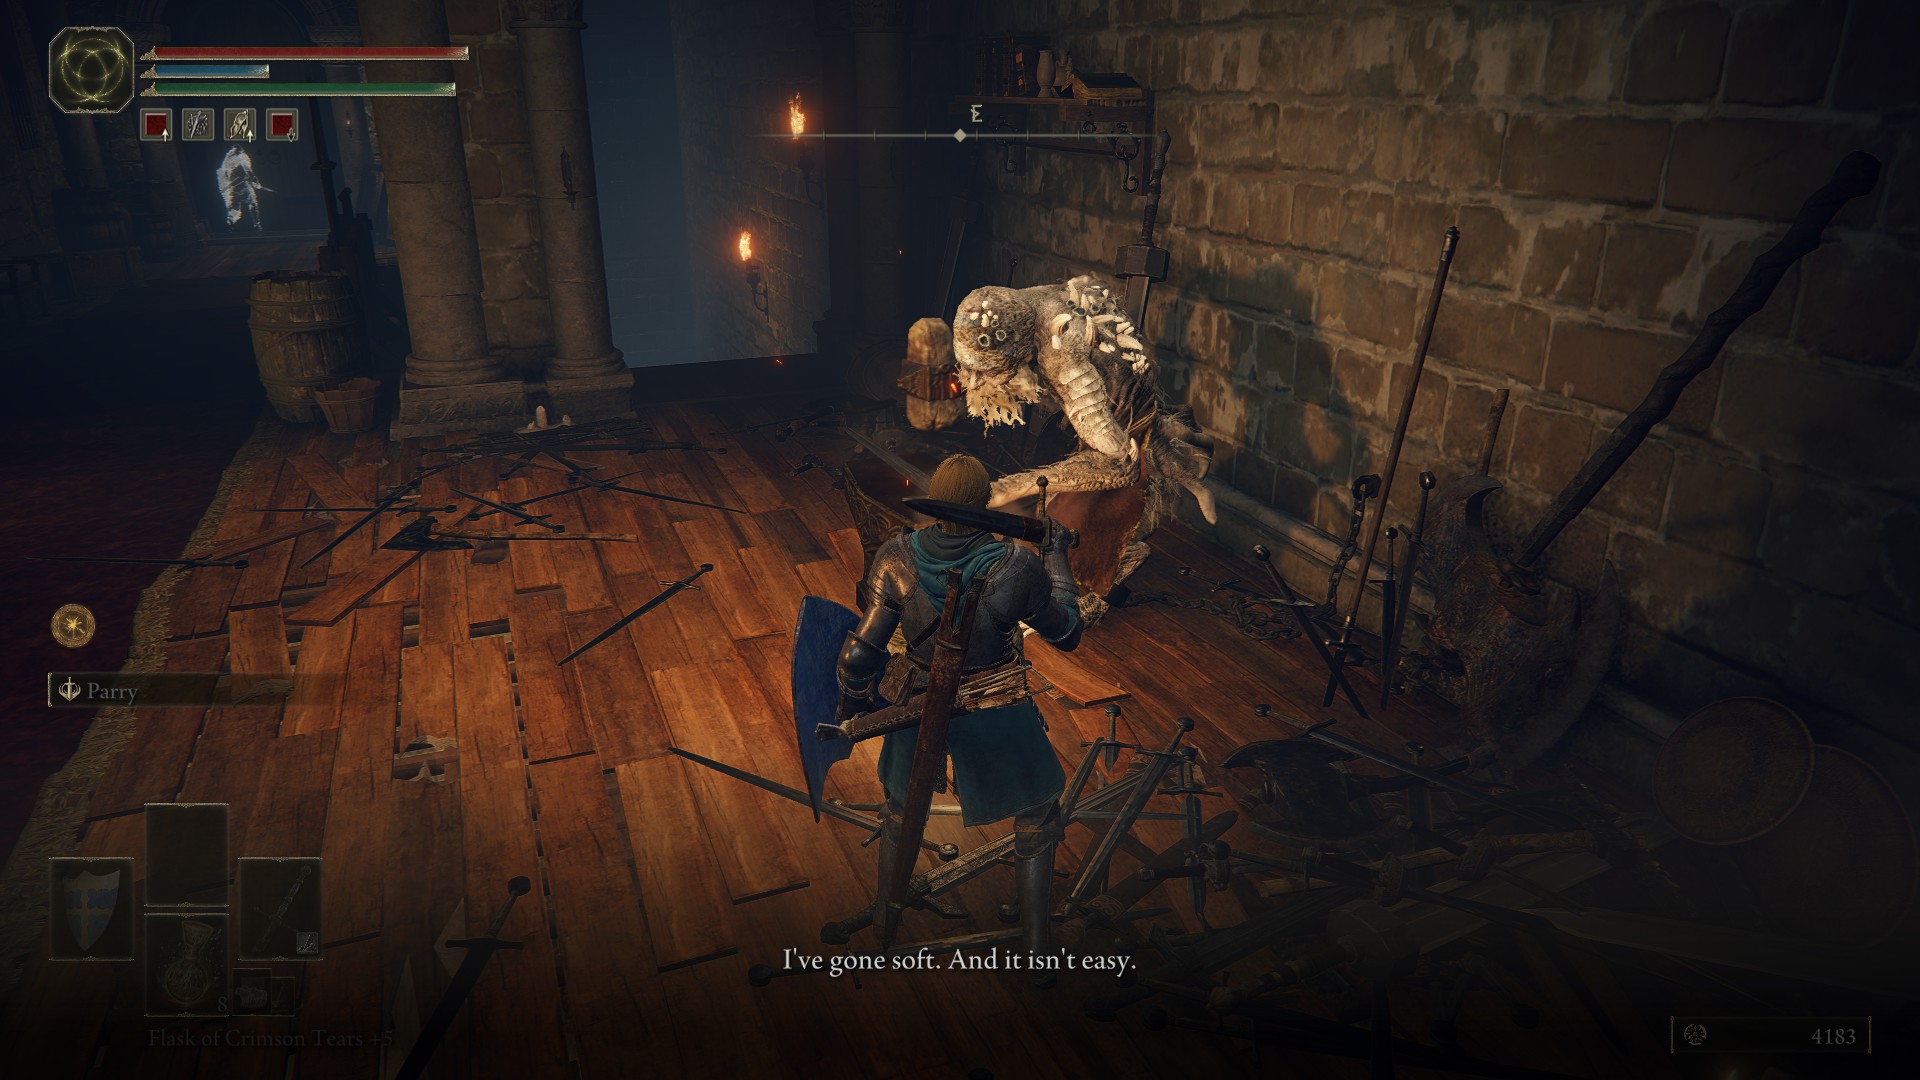 E
Parry
I've gone soft. And it isn't easy.
8
Flask of Crimson Tears +5
4183